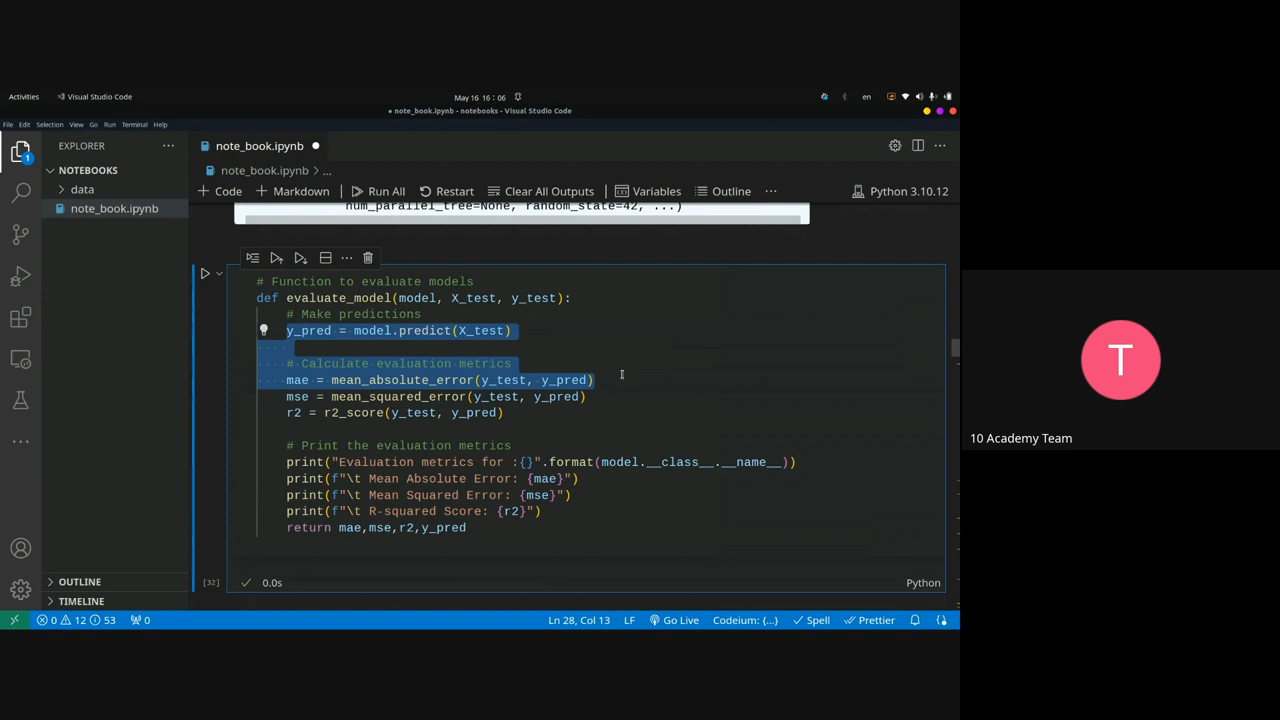 Activities
Visual Studio Code
May 16 16:06
en
● note_book.ipynb - notebooks - Visual Studio Code
File Edit Selection View Go Run Terminal Help
EXPLORER
NOTEBOOKS
data
note_book.ipynb
note_book.ipynb
note_book.ipynb > ...
Code
Markdown
Run All
Restart
Clear All Outputs
Variables
Outline
Python 3.10.12
num_parallel_tree=None, random_state=42, ...)
# Function to evaluate models
def evaluate_model(model, X_test, y_test):
# Make predictions
y_pred = model.predict(X_test)
# Calculate evaluation metrics
mae = mean_absolute_error(y_test, y_pred)
mse = mean_squared_error(y_test, y_pred)
r2 = r2_score(y_test, y_pred)
# Print the evaluation metrics
print("Evaluation metrics for :{}".format(model.__class__.__name__))
print(f"\t Mean Absolute Error: {mae}")
print(f"\t Mean Squared Error: {mse}")
print(f"\t R-squared Score: {r2}")
return mae,mse,r2,y_pred
[32]
0.0s
Python
OUTLINE
TIMELINE
1
0 12 53
0
Ln 28, Col 13
LF
Go Live
Codeium: {...}
Spell
Prettier
T
10 Academy Team